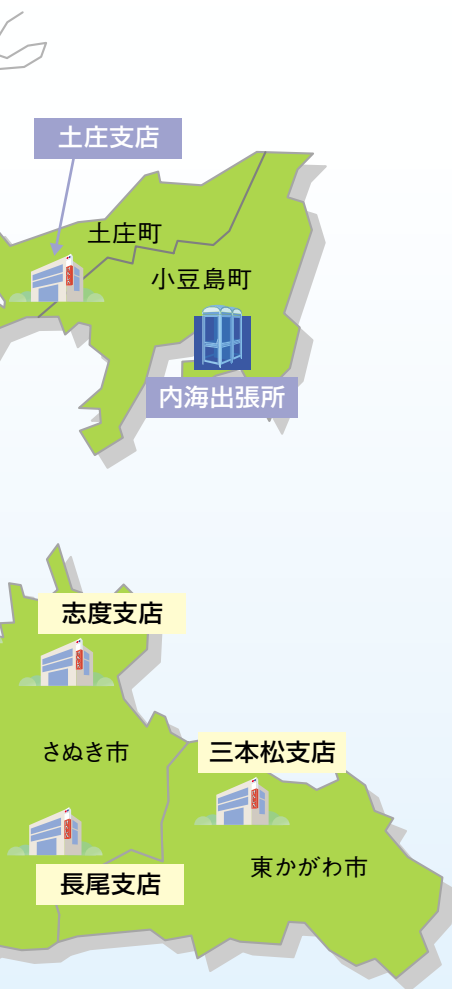 土庄支店
土庄町
小豆島町
内海出張所
志度支店
さぬき市
三本松支店
東かがわ市
長尾支店